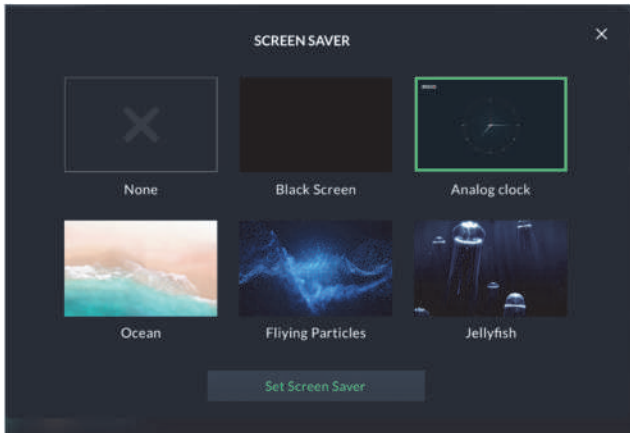 SCREEN SAVER
None
Black Screen
Analog clock
Ocean
Fliying Particles
Jellyfish
Set Screen Saver